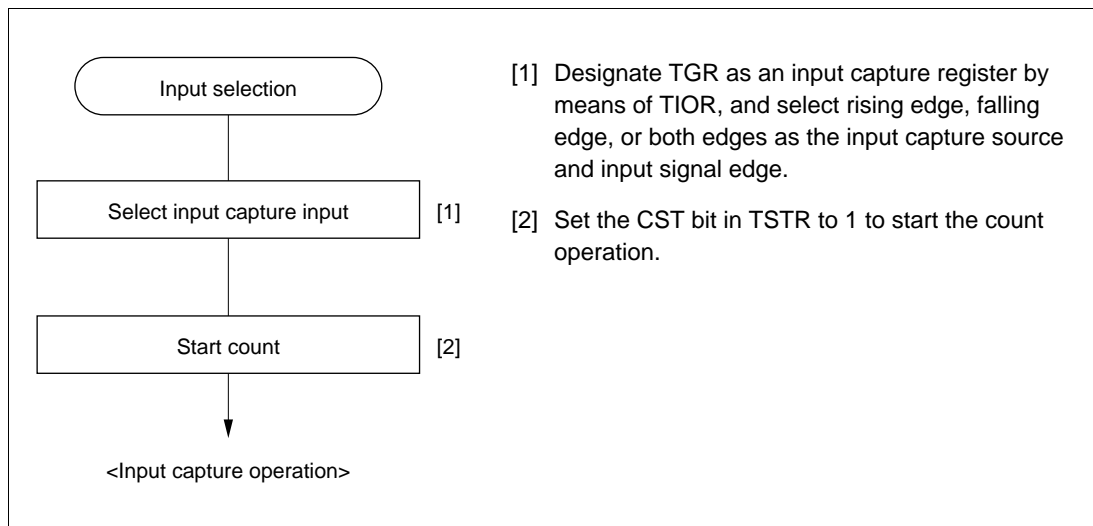 Input selection
Select input capture input
[1]
Start count
[2]
<Input capture operation>
[1] Designate TGR as an input capture register by
means of TIOR, and select rising edge, falling
edge, or both edges as the input capture source
and input signal edge.
[2] Set the CST bit in TSTR to 1 to start the count
operation.